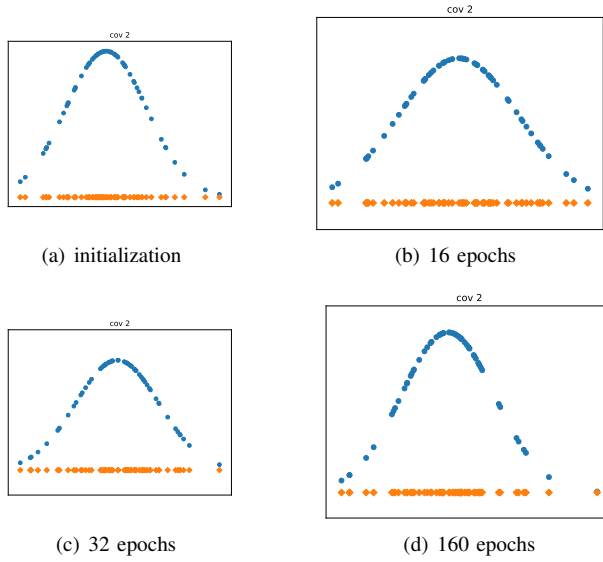 cov 2
cov 2
(a) initialization
(b) 16 epochs
cov 2
cov 2
(c) 32 epochs
(d) 160 epochs